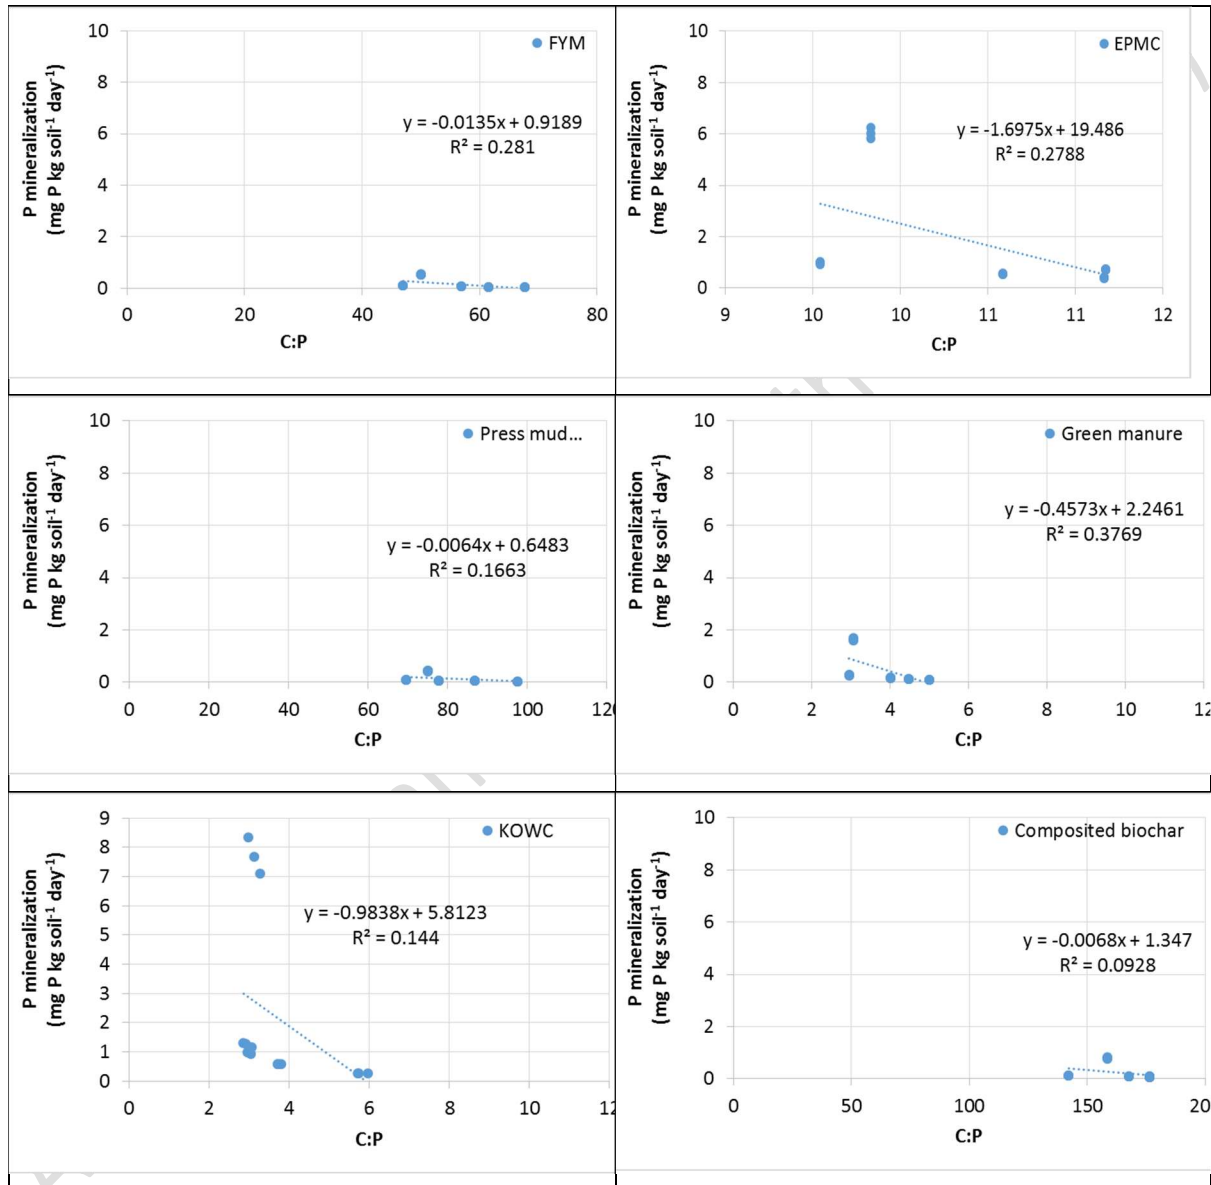 10
8
6
4
2
0
0
20
40
60
80
P mineralization
(mg P kg soil⁻¹ day⁻¹)
C:P
FYM
y = -0.0135x + 0.9189
R² = 0.281
10
8
6
4
2
0
9
10
10
11
11
12
P mineralization
(mg P kg soil⁻¹ day⁻¹)
C:P
EPMC
y = -1.6975x + 19.486
R² = 0.2788
10
8
6
4
2
0
0
20
40
60
80
100
P mineralization
(mg P kg soil⁻¹ day⁻¹)
C:P
Press mud...
y = -0.0064x + 0.6483
R² = 0.1663
10
8
6
4
2
0
0
2
4
6
8
10
12
P mineralization
(mg P kg soil⁻¹ day⁻¹)
C:P
Green manure
y = -0.4573x + 2.2461
R² = 0.3769
9
8
7
6
5
4
3
2
1
0
0
2
4
6
8
10
12
P mineralization
(mg P kg soil⁻¹ day⁻¹)
C:P
KOWC
y = -0.9838x + 5.8123
R² = 0.144
10
8
6
4
2
0
0
50
100
150
20
P mineralization
(mg P kg soil⁻¹ day⁻¹)
C:P
Composited biochar
y = -0.0068x + 1.347
R² = 0.0928